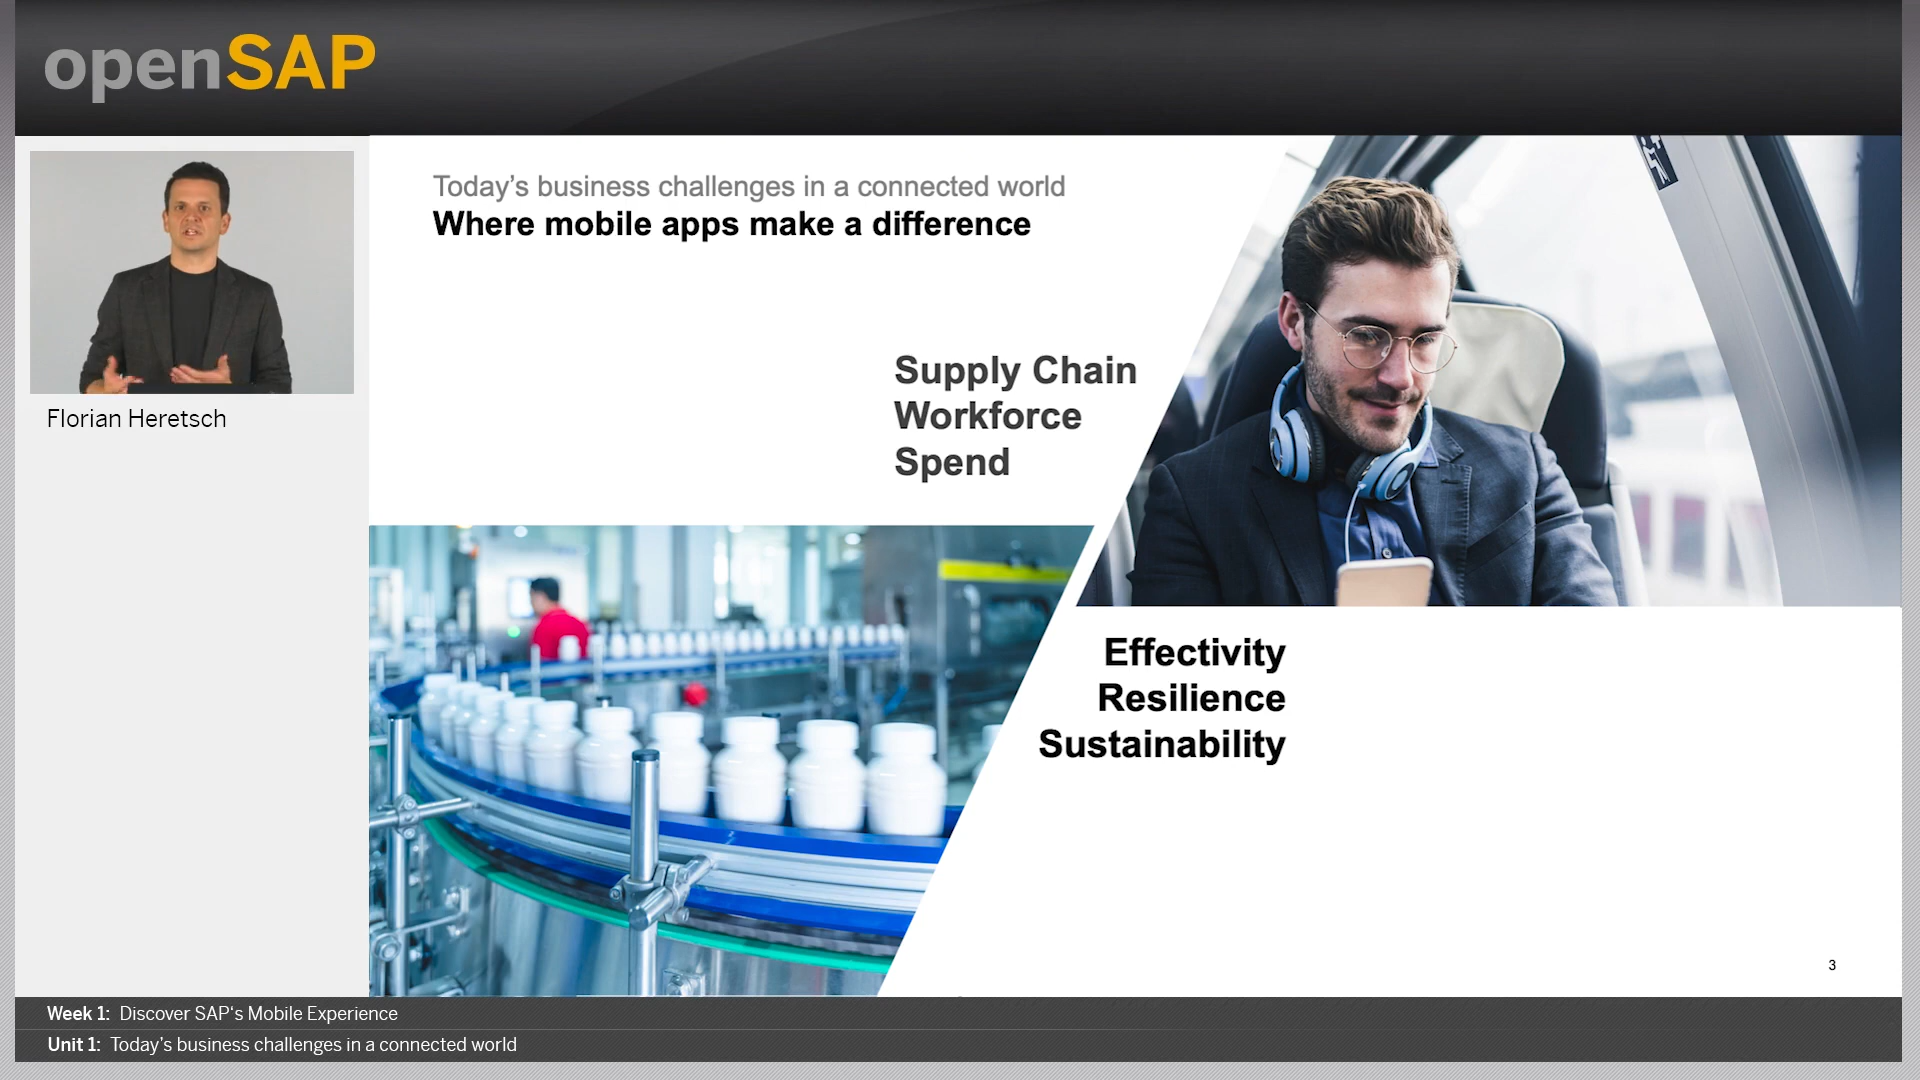 openSAP
Florian Heretsch
Today’s business challenges in a connected world
Where mobile apps make a difference
Supply Chain
Workforce
Spend
Effectivity
Resilience
Sustainability
3
Week 1: Discover SAP‘s Mobile Experience
Unit 1: Today’s business challenges in a connected world